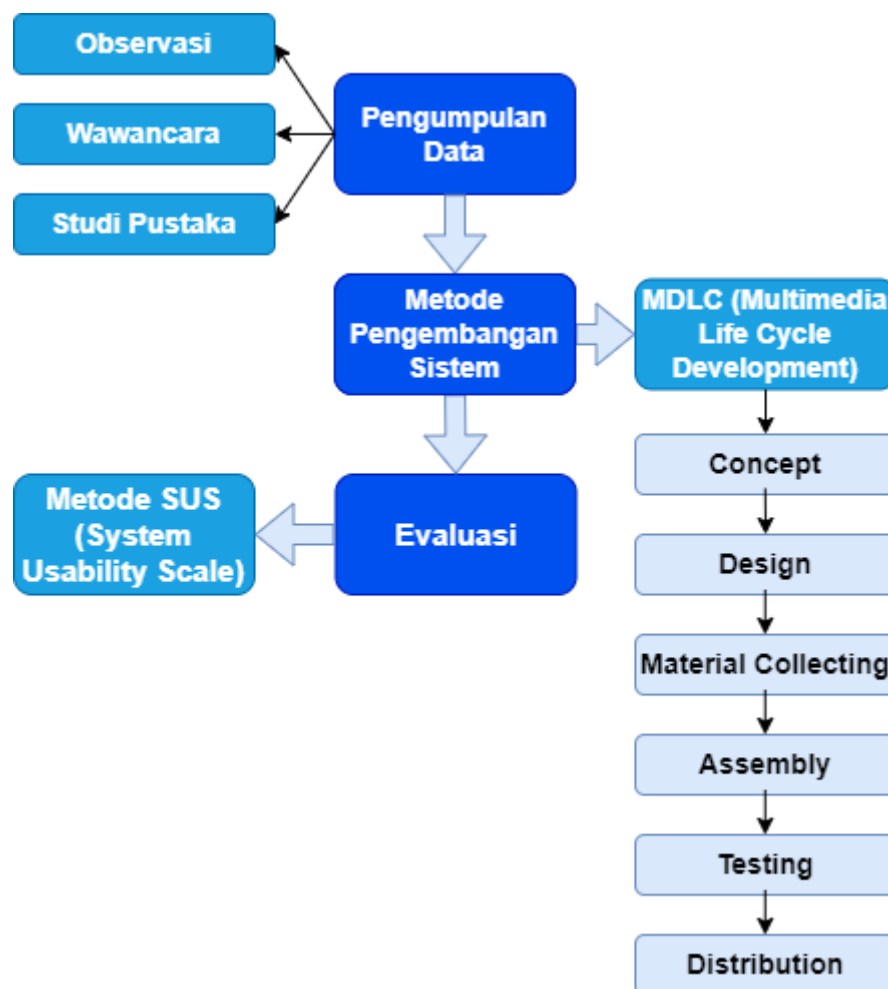 Observasi
Wawancara
Studi Pustaka
Pengumpulan
Data
Metode
Pengembangan
Sistem
MDLC (Multimedia
Life Cycle
Development)
Concept
Design
Material Collecting
Assembly
Testing
Distribution
Evaluasi
Metode SUS
(System
Usability Scale)